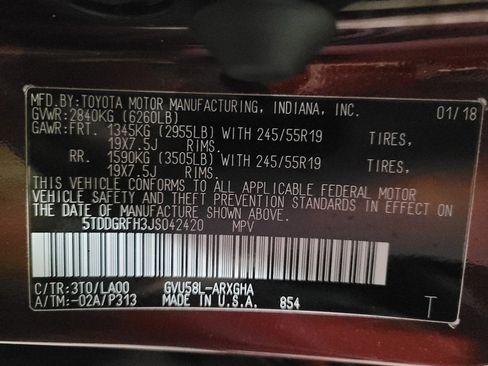 MFD.BY:TOYOTA MOTOR MANUFACTURING, INDIANA, INC.
GVWR:2840KG (6260LB) 01/18
GAWR:FRT. 1345KG (2955LB) WITH 245/55R19 TIRES,
19X7.5J RIMS.
RR. 1590KG (3505LB) WITH 245/55R19 TIRES,
19X7.5J RIMS.
THIS VEHICLE CONFORMS TO ALL APPLICABLE FEDERAL MOTOR
VEHICLE SAFETY AND THEFT PREVENTION STANDARDS IN EFFECT ON
THE DATE OF MANUFACTURE SHOWN ABOVE.
5TDDGRFH3JS042420 MPV
C/TR:3T0/LA00 GVU58L-ARXGHA
A/TM:-02A/P313 MADE IN U.S.A. 854 T